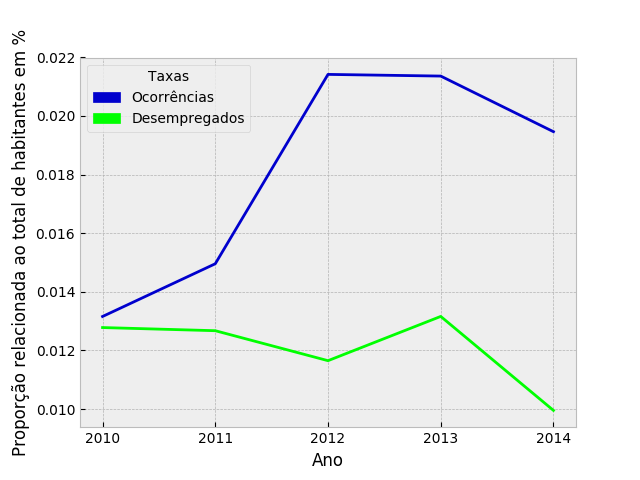 Proporção relacionada ao total de habitantes em %
0.022
0.020
0.018
0.016
0.014
0.012
0.010
Taxas
Ocorrências
Desempregados
2010 2011 2012 2013 2014
Ano